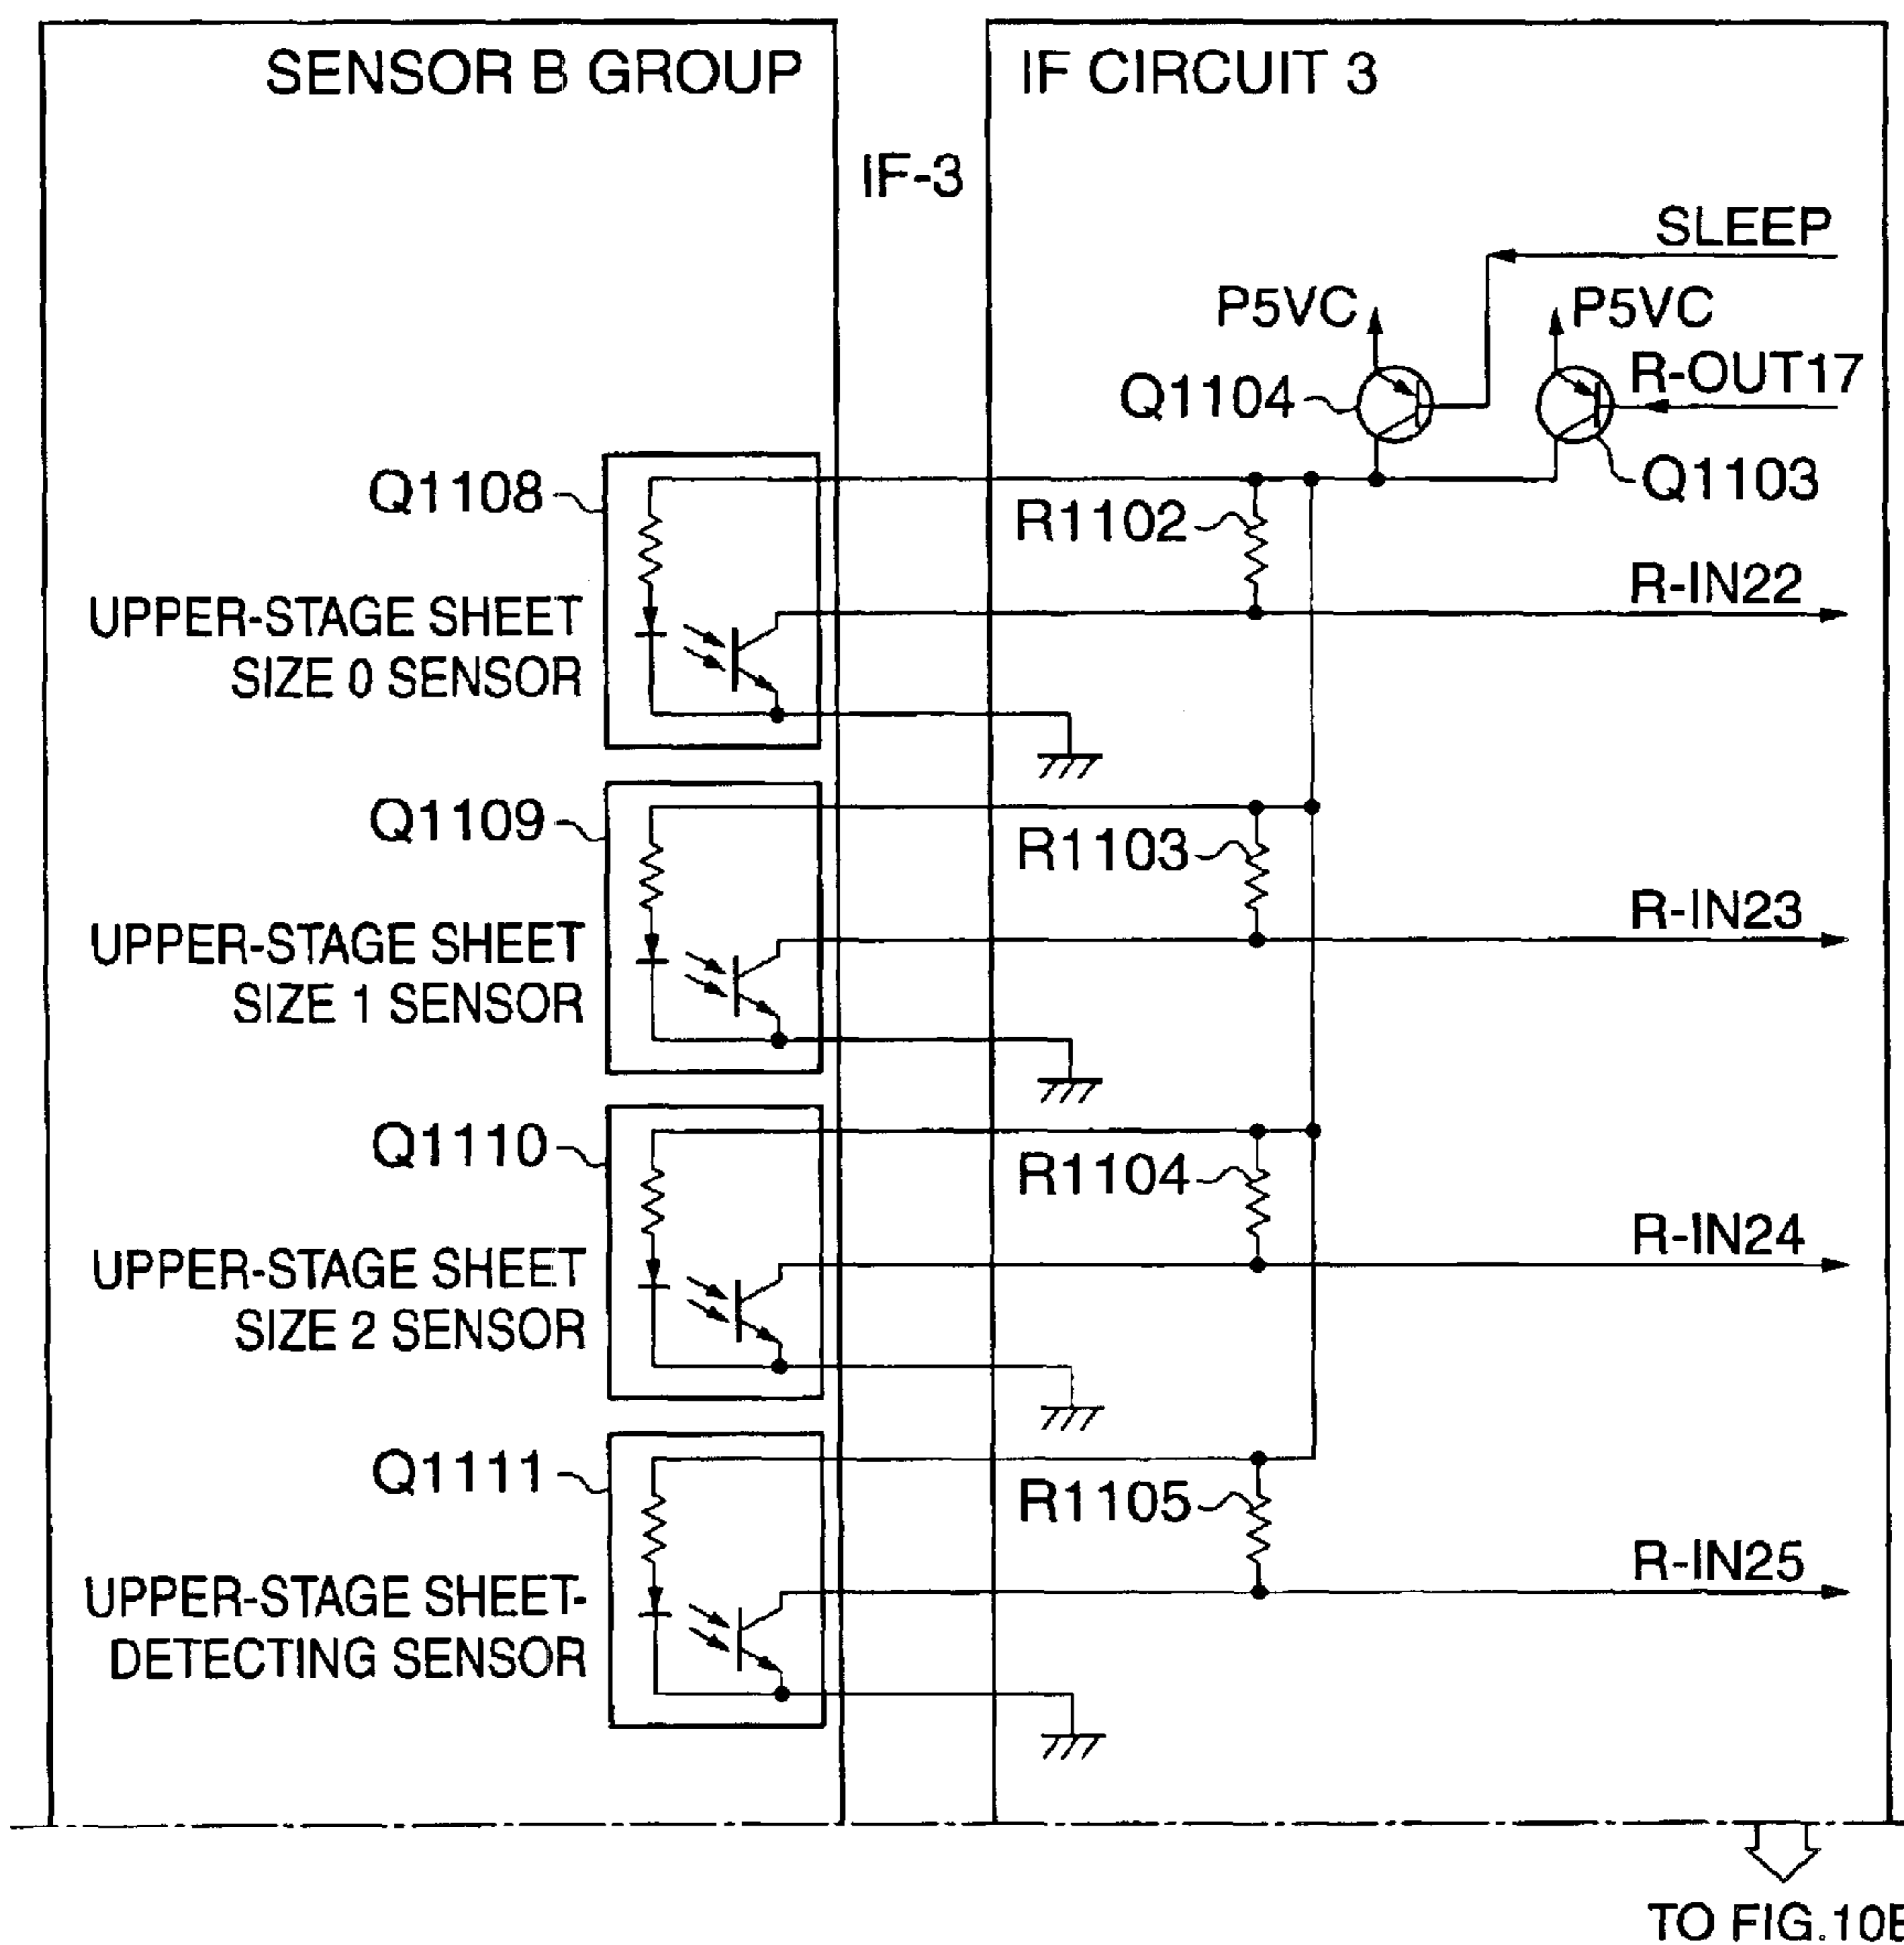 SENSOR B GROUP
IF-3
IF CIRCUIT 3
SLEEP
P5VC
P5VC
R-OUT17
Q1104
Q1103
Q1108
R1102
R-IN22
UPPER-STAGE SHEET
SIZE 0 SENSOR
Q1109
R1103
R-IN23
UPPER-STAGE SHEET
SIZE 1 SENSOR
Q1110
R1104
R-IN24
UPPER-STAGE SHEET
SIZE 2 SENSOR
Q1111
R1105
R-IN25
UPPER-STAGE SHEET-
DETECTING SENSOR
TO FIG.10B